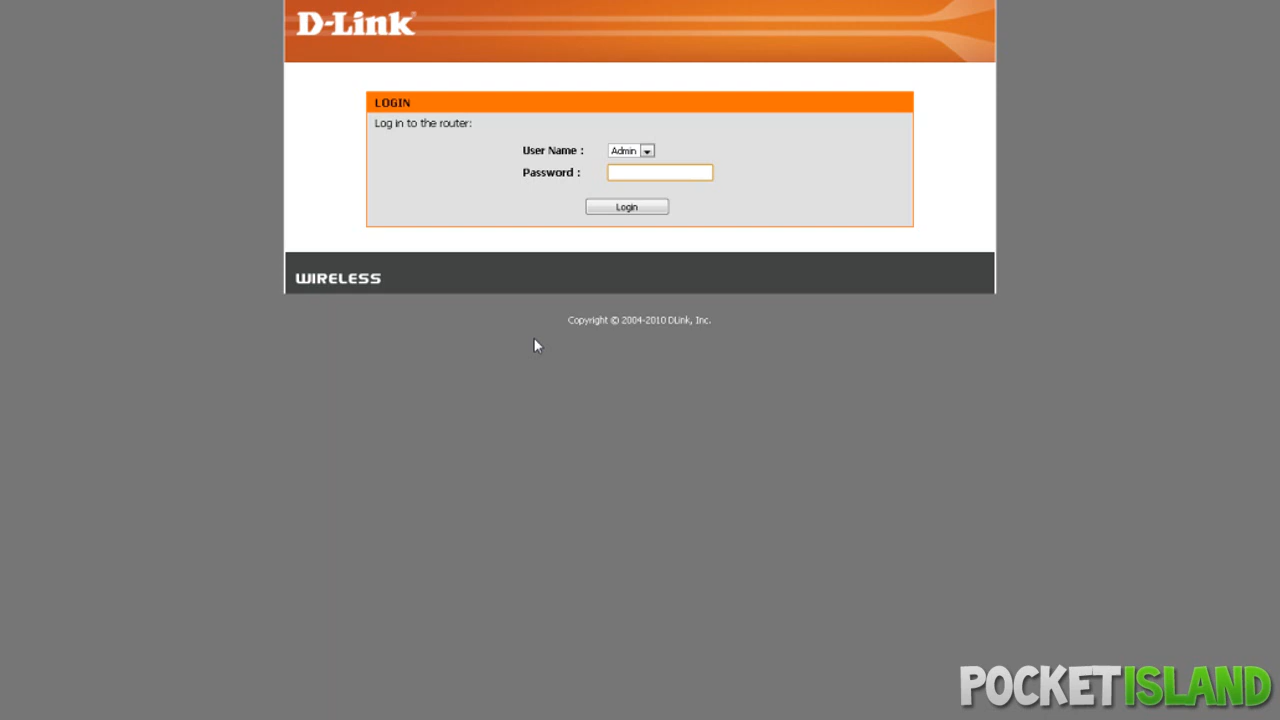 D-Link
LOGIN
Log in to the router:
User Name : Admin
Password :
Login
WIRELESS
Copyright © 2004-2010 DLink, Inc.
POCKETISLAND